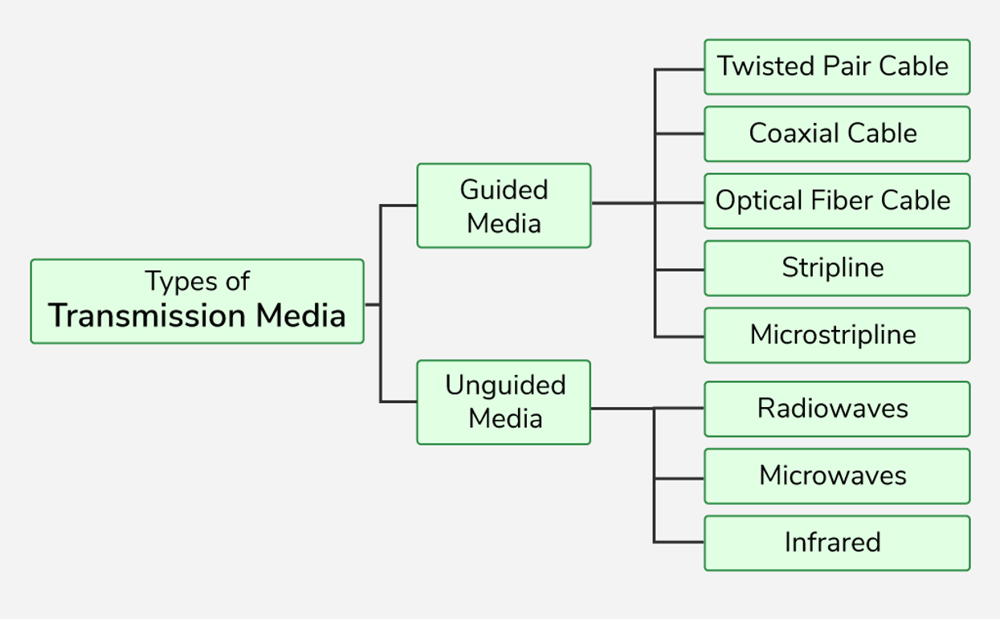 Types of
Transmission Media
Guided
Media
Unguided
Media
Twisted Pair Cable
Coaxial Cable
Optical Fiber Cable
Stripline
Microstripline
Radiowaves
Microwaves
Infrared